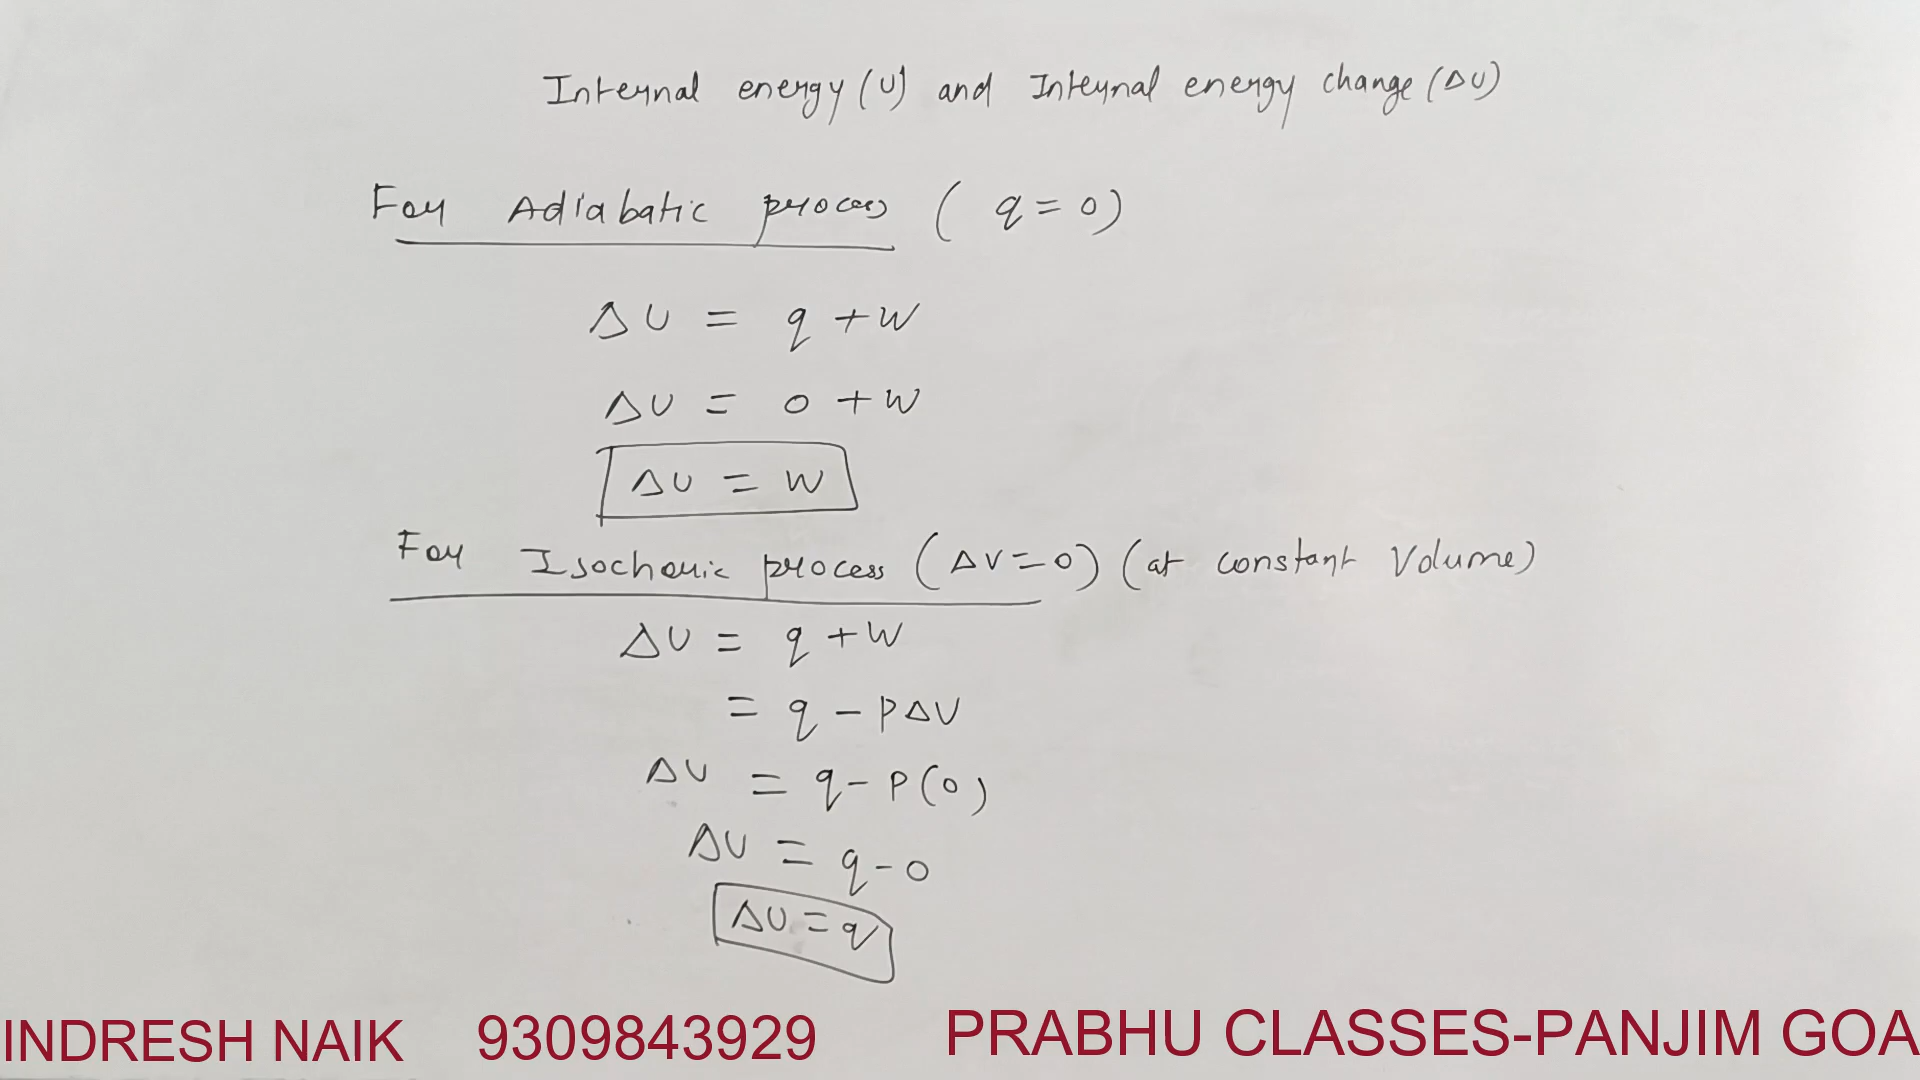 Internal energy (U) and Internal energy change (ΔU)
For Adiabatic process ( q = 0)
ΔU = q + W
ΔU = 0 + W
ΔU = W
For Isochoric process (ΔV = 0) (at constant Volume)
ΔU = q + W
= q - PΔV
ΔU = q - P(0)
ΔU = q - 0
ΔU = q
INDRESH NAIK 9309843929 PRABHU CLASSES-PANJIM GOA